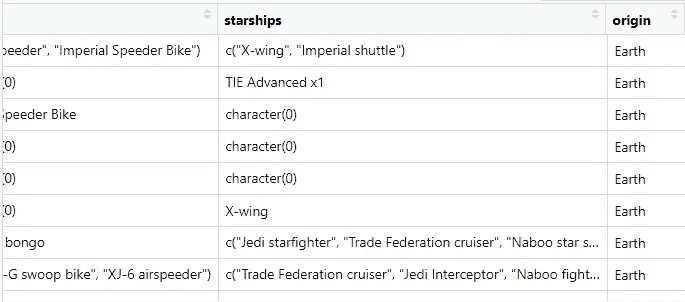 starships origin
peeder", "Imperial Speeder Bike") c("X-wing", "Imperial shuttle") Earth
(0) TIE Advanced x1 Earth
Speeder Bike character(0) Earth
(0) character(0) Earth
(0) character(0) Earth
(0) X-wing Earth
bongo c("Jedi starfighter", "Trade Federation cruiser", "Naboo star s... Earth
-G swoop bike", "XJ-6 airspeeder") c("Trade Federation cruiser", "Jedi Interceptor", "Naboo fight... Earth